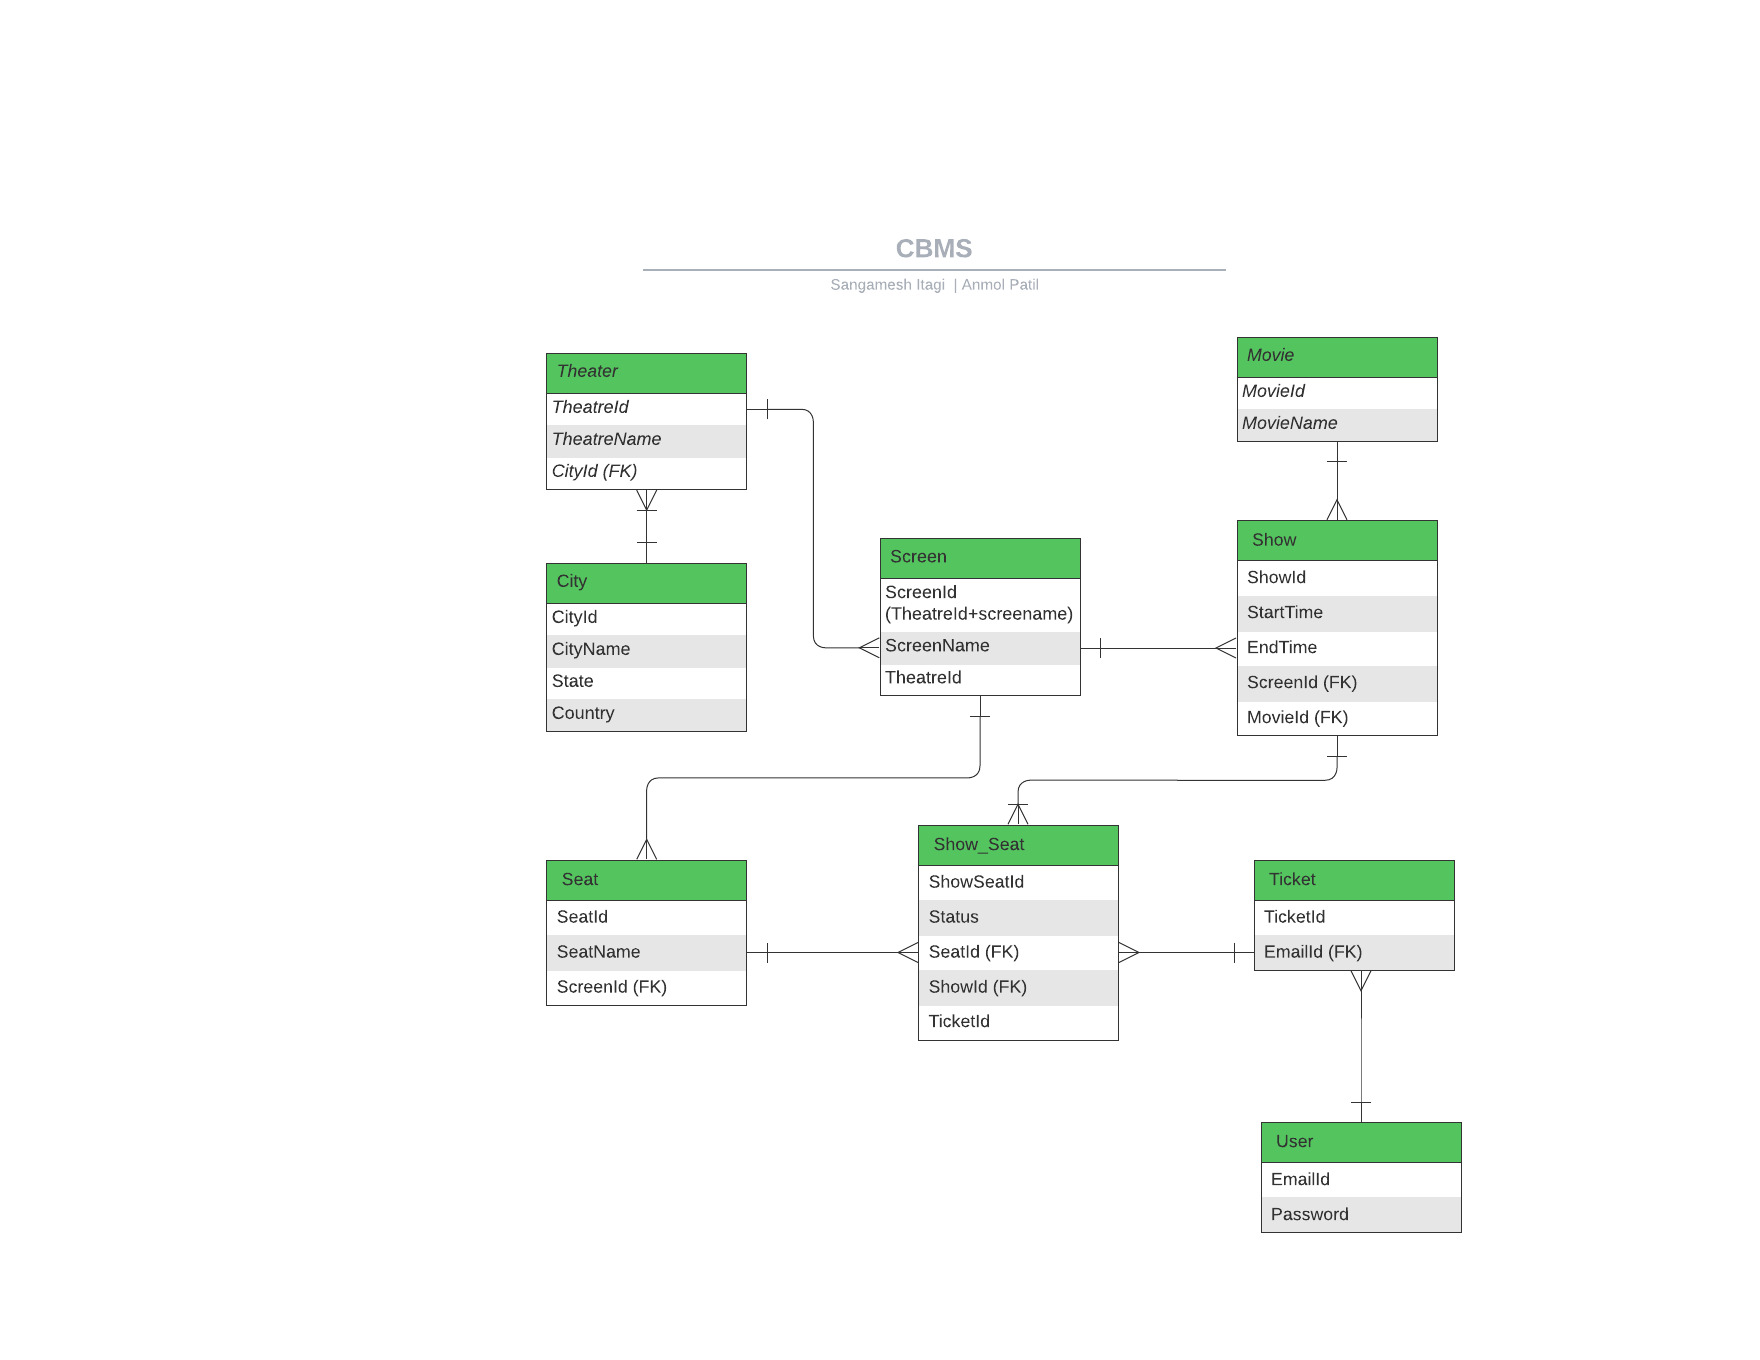 CBMS
Sangamesh Itagi | Anmol Patil
Theater
TheatreId
TheatreName
CityId (FK)
Movie
MovieId
MovieName
City
CityId
CityName
State
Country
Screen
ScreenId
(TheatreId+screename)
ScreenName
TheatreId
Show
ShowId
StartTime
EndTime
ScreenId (FK)
MovieId (FK)
Seat
SeatId
SeatName
ScreenId (FK)
Show_Seat
ShowSeatId
Status
SeatId (FK)
ShowId (FK)
TicketId
Ticket
TicketId
EmailId (FK)
User
EmailId
Password